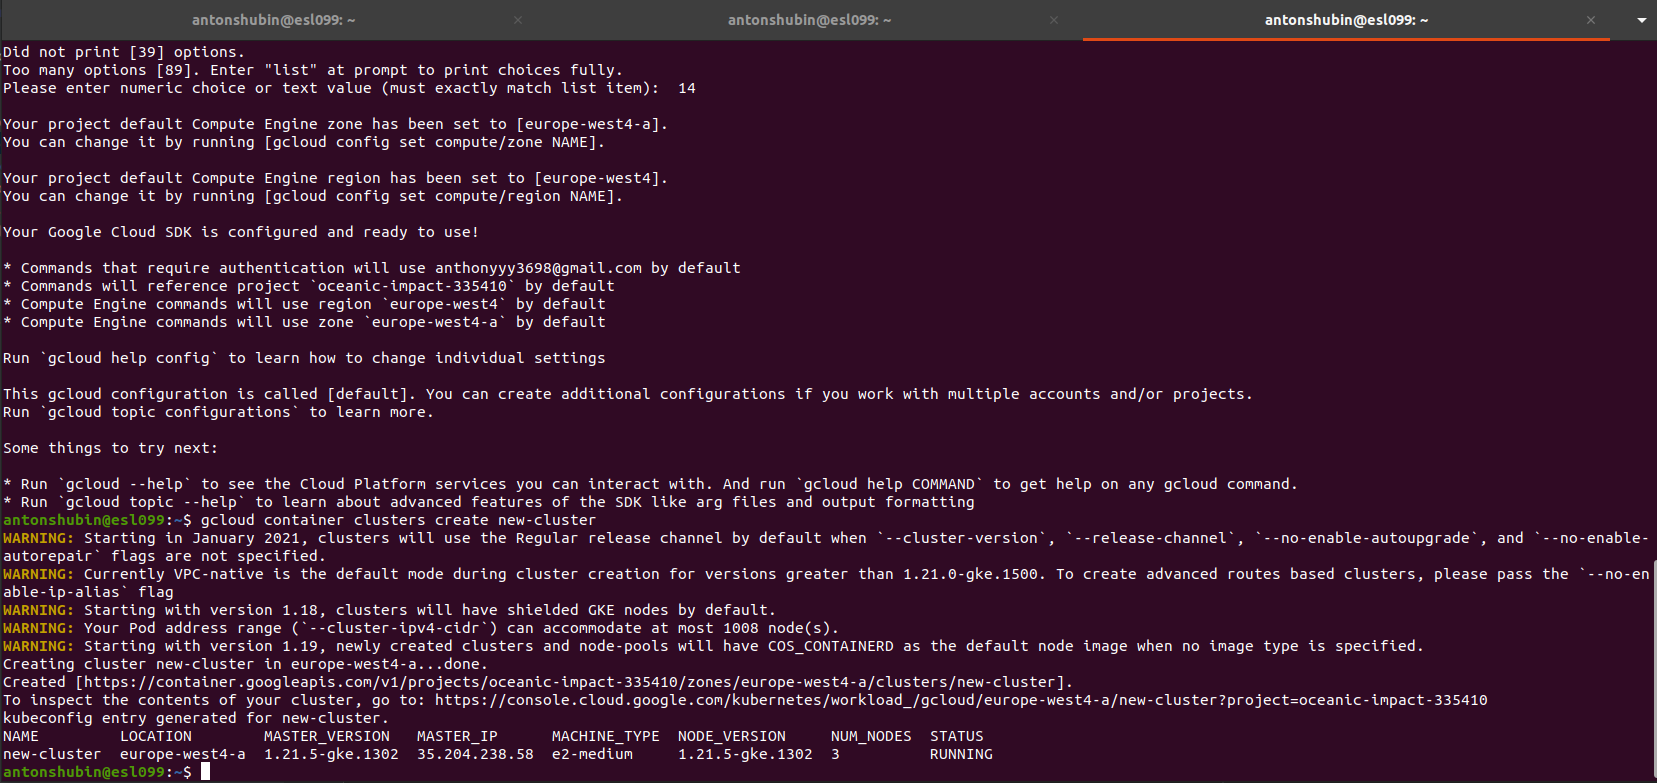 antonshubin@esl099: ~ × antonshubin@esl099: ~ × antonshubin@esl099: ~ ×
Did not print [39] options.
Too many options [89]. Enter "list" at prompt to print choices fully.
Please enter numeric choice or text value (must exactly match list item):  14
Your project default Compute Engine zone has been set to [europe-west4-a].
You can change it by running [gcloud config set compute/zone NAME].
Your project default Compute Engine region has been set to [europe-west4].
You can change it by running [gcloud config set compute/region NAME].
Your Google Cloud SDK is configured and ready to use!
* Commands that require authentication will use anthonyyy3698@gmail.com by default
* Commands will reference project `oceanic-impact-335410` by default
* Compute Engine commands will use region `europe-west4` by default
* Compute Engine commands will use zone `europe-west4-a` by default
Run `gcloud help config` to learn how to change individual settings
This gcloud configuration is called [default]. You can create additional configurations if you work with multiple accounts and/or projects.
Run `gcloud topic configurations` to learn more.
Some things to try next:
* Run `gcloud --help` to see the Cloud Platform services you can interact with. And run `gcloud help COMMAND` to get help on any gcloud command.
* Run `gcloud topic --help` to learn about advanced features of the SDK like arg files and output formatting
antonshubin@esl099:~$ gcloud container clusters create new-cluster
WARNING: Starting in January 2021, clusters will use the Regular release channel by default when `--cluster-version`, `--release-channel`, `--no-enable-autoupgrade`, and `--no-enable-
autorepair` flags are not specified.
WARNING: Currently VPC-native is the default mode during cluster creation for versions greater than 1.21.0-gke.1500. To create advanced routes based clusters, please pass the `--no-en
able-ip-alias` flag
WARNING: Starting with version 1.18, clusters will have shielded GKE nodes by default.
WARNING: Your Pod address range (`--cluster-ipv4-cidr`) can accommodate at most 1008 node(s).
WARNING: Starting with version 1.19, newly created clusters and node-pools will have COS_CONTAINERD as the default node image when no image type is specified.
Creating cluster new-cluster in europe-west4-a...done.
Created [https://container.googleapis.com/v1/projects/oceanic-impact-335410/zones/europe-west4-a/clusters/new-cluster].
To inspect the contents of your cluster, go to: https://console.cloud.google.com/kubernetes/workload_/gcloud/europe-west4-a/new-cluster?project=oceanic-impact-335410
kubeconfig entry generated for new-cluster.
NAME         LOCATION        MASTER_VERSION   MASTER_IP      MACHINE_TYPE  NODE_VERSION     NUM_NODES  STATUS
new-cluster  europe-west4-a  1.21.5-gke.1302  35.204.238.58  e2-medium     1.21.5-gke.1302  3          RUNNING
antonshubin@esl099:~$